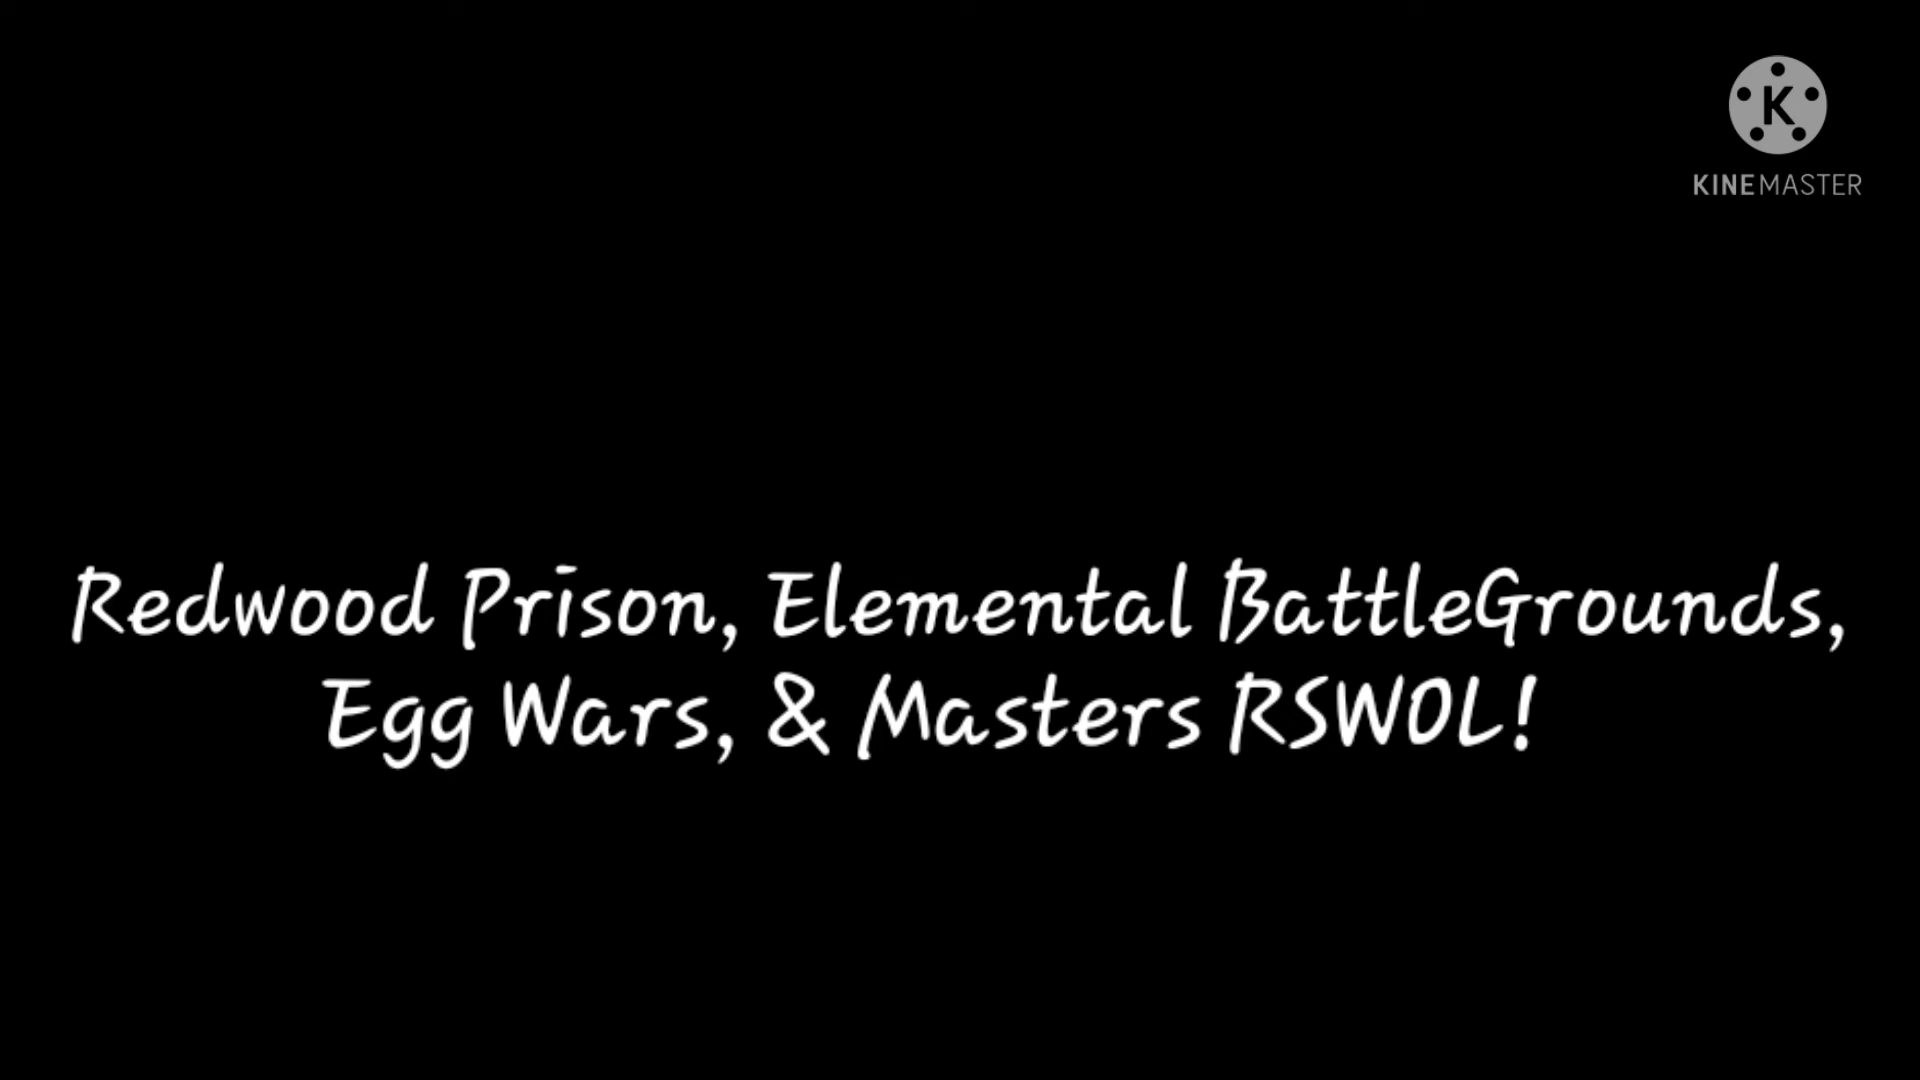 K
KINEMASTER
Redwood Prison, Elemental BattleGrounds,
Egg Wars, & Masters RSWOL!